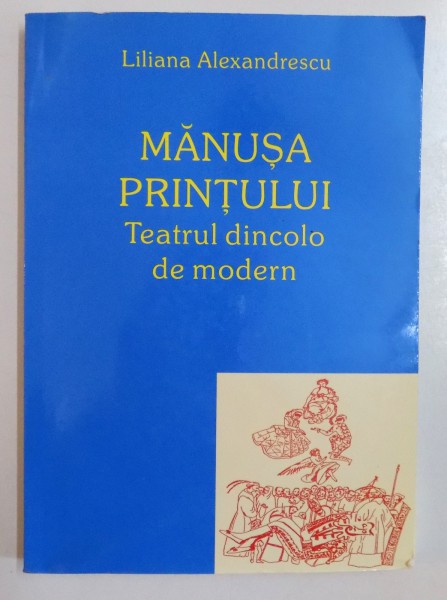 Liliana Alexandrescu
MĂNUȘA
PRINȚULUI
Teatrul dincolo
de modern